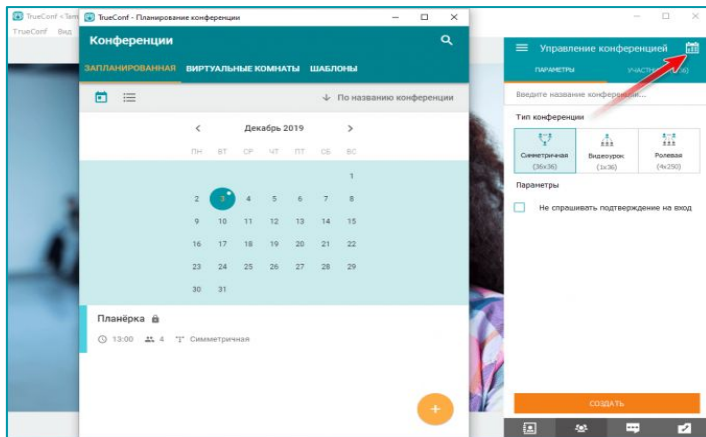 TrueConf
TrueConf Вид
TrueConf - Планирование конференции
Конференции
ЗАПЛАНИРОВАННАЯ ВИРТУАЛЬНЫЕ КОМНАТЫ ШАБЛОНЫ
По названию конференции
Декабрь 2019
ПН ВТ СР ЧТ ПТ СБ ВС
1
2 3 4 5 6 7 8
9 10 11 12 13 14 15
16 17 18 19 20 21 22
23 24 25 26 27 28 29
30 31
Планёрка
13:00 4 Симметричная
Управление конференцией
ПАРАМЕТРЫ
Введите название конференции...
Тип конференции
Симметричная Видеоурок Ролевая
(36x36) (1x36) (4x250)
Параметры
Не спрашивать подтверждение на вход
СОЗДАТЬ